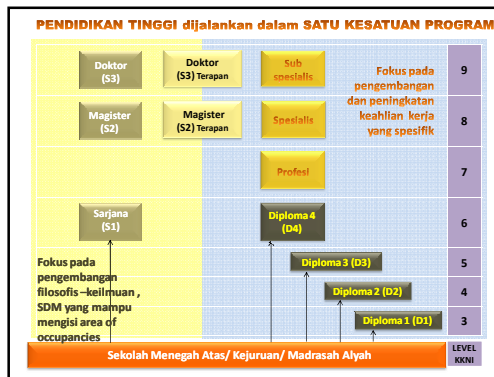 PENDIDIKAN TINGGI dijalankan dalam SATU KESATUAN PROGRAM
Doktor
(S3)
Doktor
(S3) Terapan
Sub
spesialis
Fokus pada
pengembangan
dan peningkatan
keahlian kerja
yang spesifik
9
Magister
(S2)
Magister
(S2) Terapan
Spesialis
8
Profesi
7
Sarjana
(S1)
Diploma 4
(D4)
6
Fokus pada
pengembangan
filosofis –keilmuan ,
SDM yang mampu
mengisi area of
occupancies
Diploma 3 (D3)
5
Diploma 2 (D2)
4
Diploma 1 (D1)
3
Sekolah Menegah Atas/ Kejuruan/ Madrasah Alyah
LEVEL
KKNI